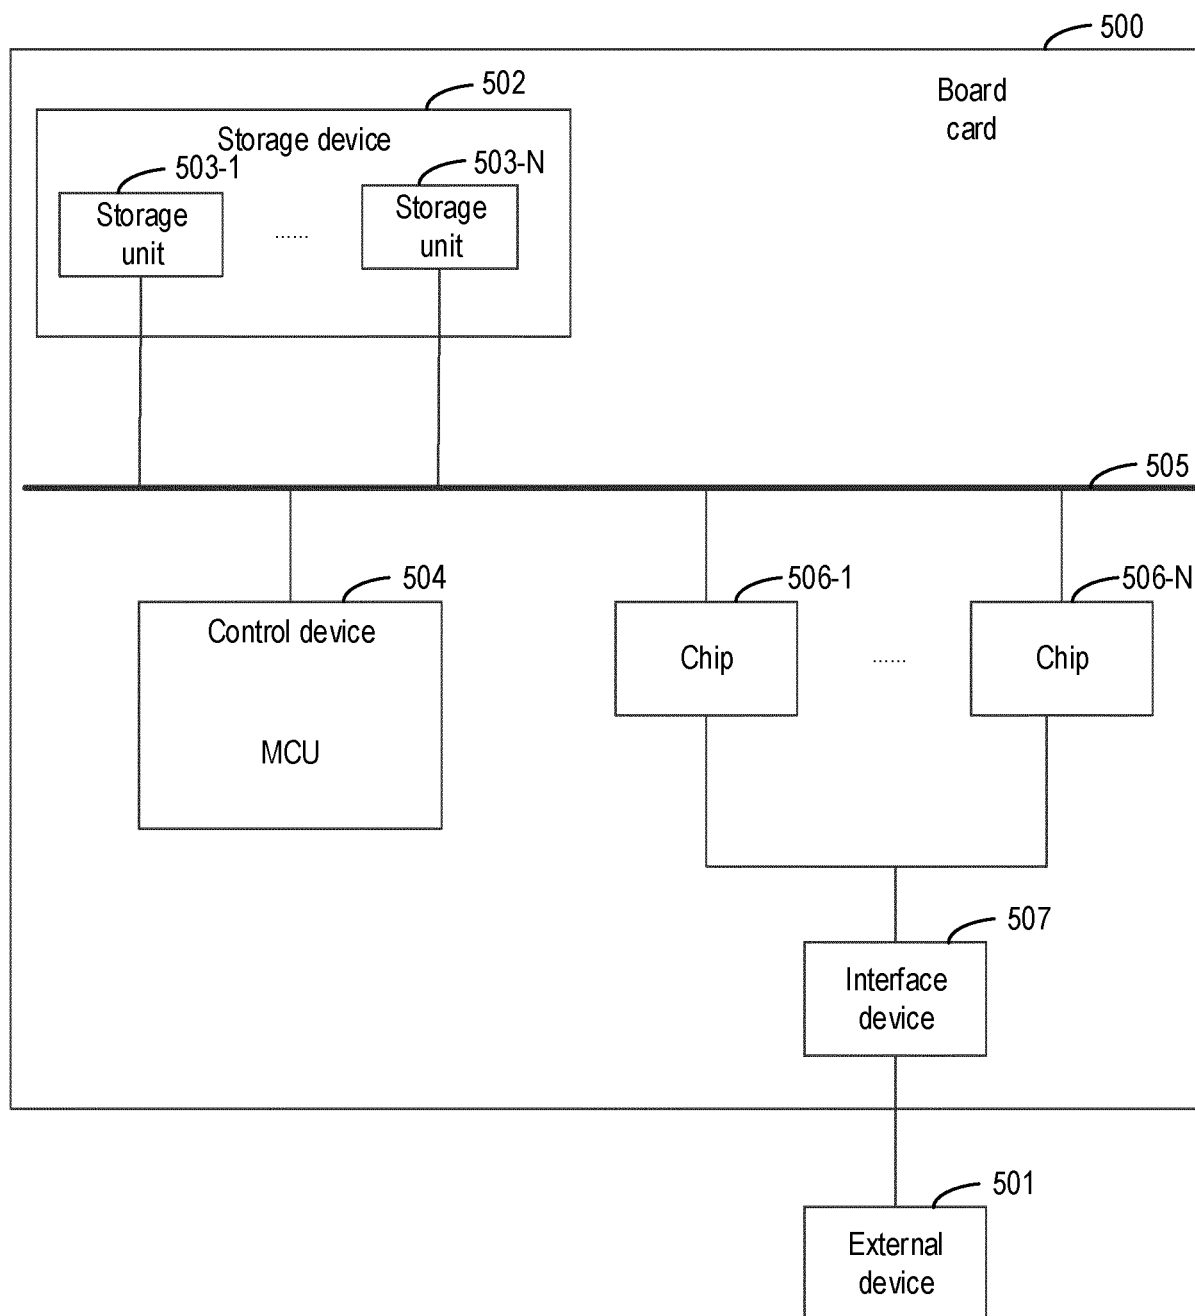 500
Board
card
502
Storage device
503-1
503-N
Storage
unit
......
Storage
unit
505
504
506-1
506-N
Control device
MCU
Chip
......
Chip
507
Interface
device
501
External
device